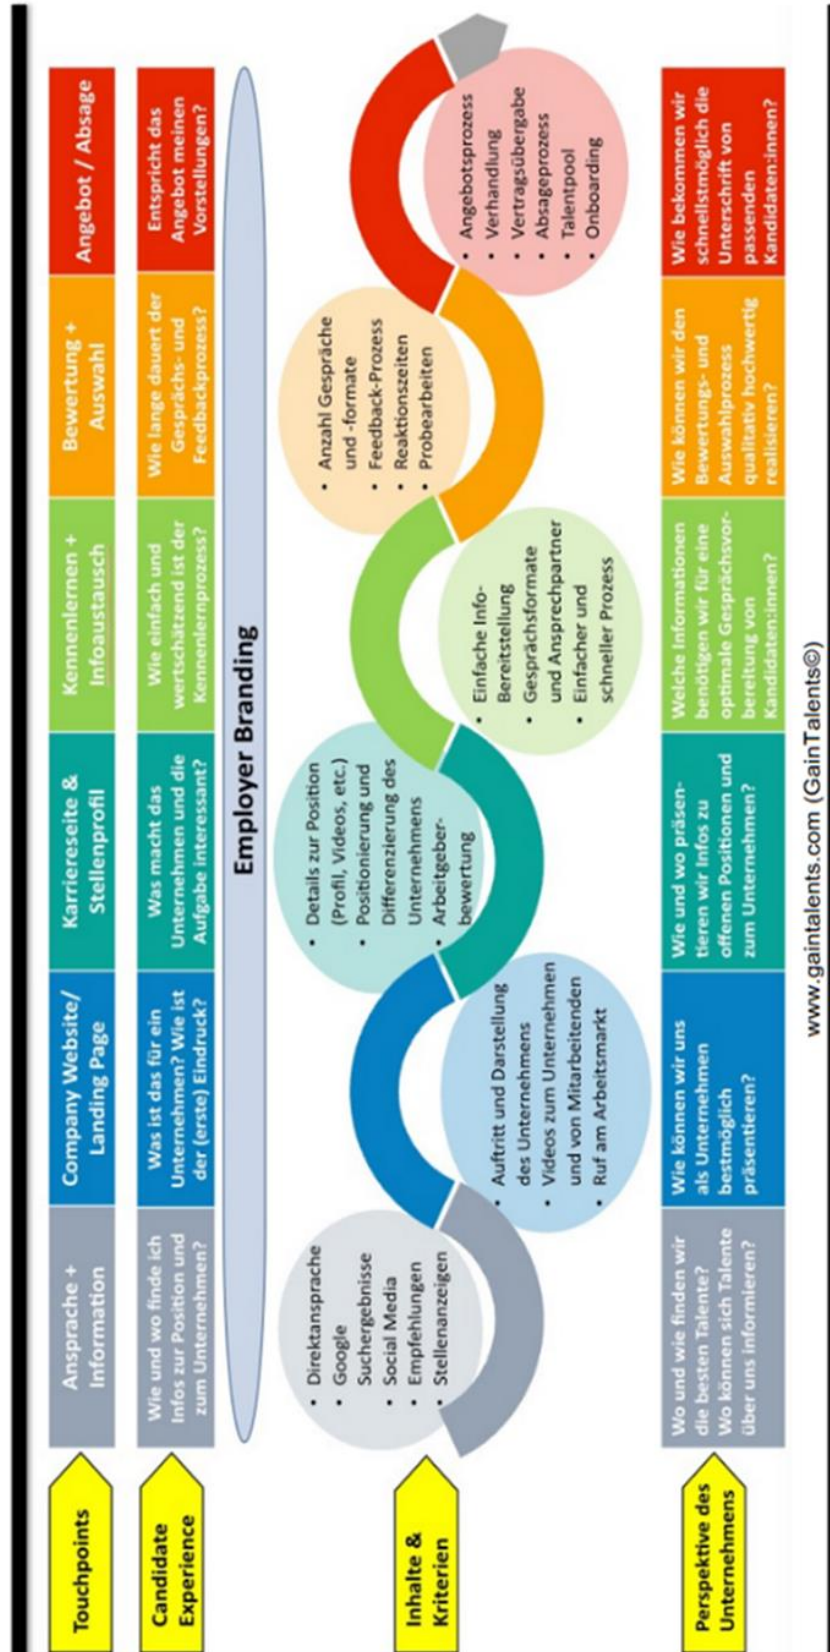 Touchpoints
Ansprache +
Information
Company Website/
Landing Page
Karriereseite &
Stellenprofil
Kennenlernen +
Infoaustausch
Bewertung +
Auswahl
Angebot / Absage
Candidate
Experience
Wie und wo finde ich
Infos zur Position und
zum Unternehmen?
Was ist das für ein
Unternehmen? Wie ist
der (erste) Eindruck?
Was macht das
Unternehmen und die
Aufgabe interessant?
Wie einfach und
wertschätzend ist der
Kennenlernprozess?
Wie lange dauert der
Gesprächs- und
Feedbackprozess?
Entspricht das
Angebot meinen
Vorstellungen?
Employer Branding
Inhalte &
Kriterien
• Direktansprache
• Google
Suchergebnisse
• Social Media
• Empfehlungen
• Stellenanzeigen
• Auftritt und Darstellung
des Unternehmens
• Videos zum Unternehmen
und von Mitarbeitenden
• Ruf am Arbeitsmarkt
• Details zur Position
(Profil, Videos, etc.)
• Positionierung und
Differenzierung des
Unternehmens
• Arbeitgeber-
bewertung
• Einfache Info-
Bereitstellung
• Gesprächsformate
und Ansprechpartner
• Einfacher und
schneller Prozess
• Anzahl Gespräche
und -formate
• Feedback-Prozess
• Reaktionszeiten
• Probearbeiten
• Angebotsprozess
• Verhandlung
• Vertragsübergabe
• Absageprozess
• Talentpool
• Onboarding
Perspektive des
Unternehmens
Wo und wie finden wir
die besten Talente?
Wo können sich Talente
über uns informieren?
Wie können wir uns
als Unternehmen
bestmöglich
präsentieren?
Wie und wo präsen-
tieren wir Infos zu
offenen Positionen und
zum Unternehmen?
Welche Informationen
benötigen wir für eine
optimale Gesprächsvor-
bereitung von
Kandidaten:innen?
Wie können wir den
Bewertungs- und
Auswahlprozess
qualitativ hochwertig
realisieren?
Wie bekommen wir
schnellstmöglich die
Unterschrift von
passenden
Kandidaten:innen?
www.gaintalents.com (GainTalents©)